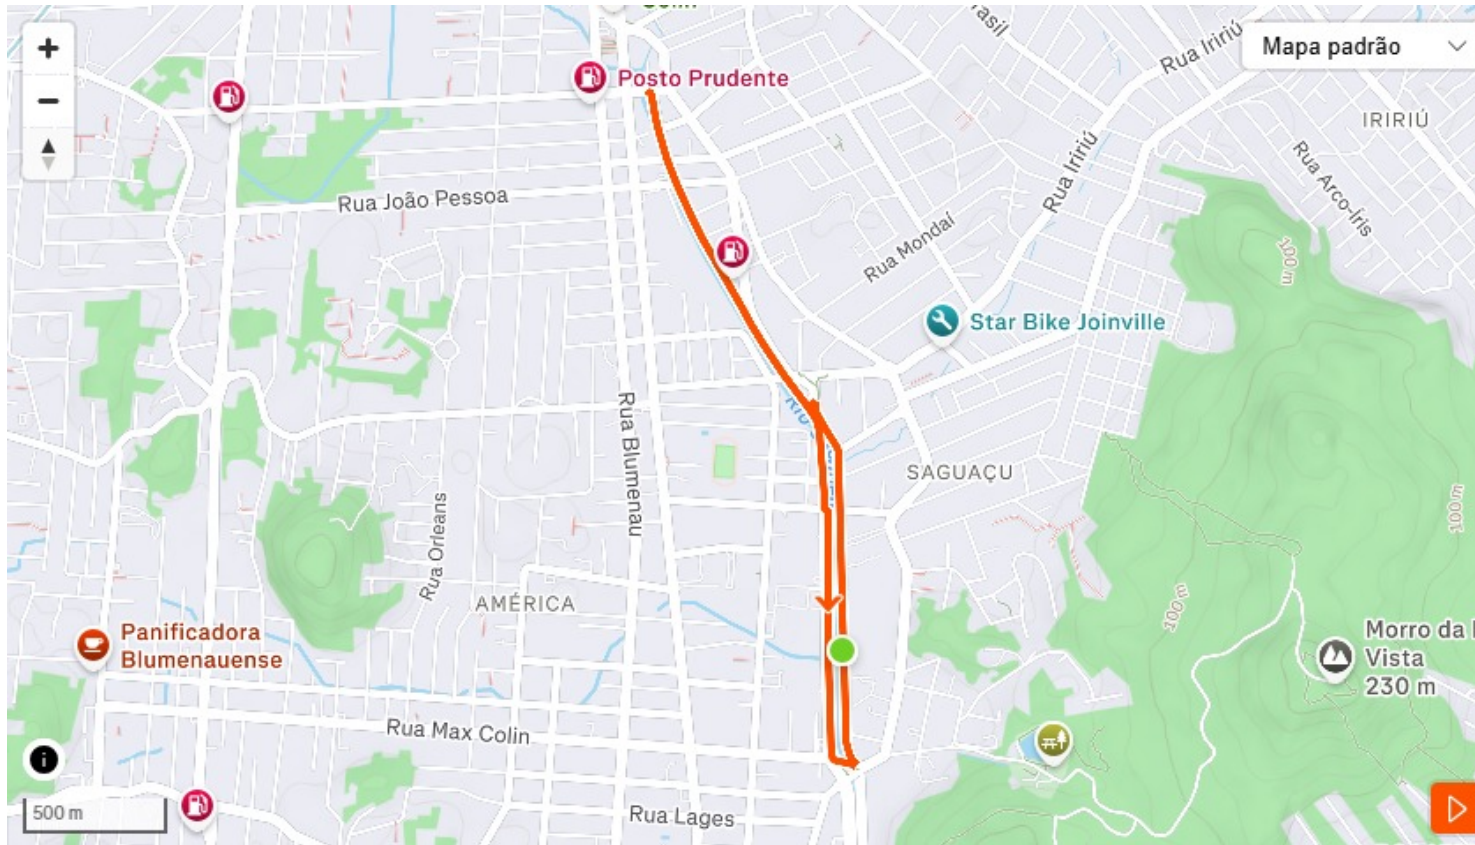 Mapa padrão
Rua Iririú
Posto Prudente
IRIRIÚ
Rua Iririú
Rua Arco-Íris
Rua João Pessoa
Rua Mondaí
100 m
Star Bike Joinville
Rua Blumenau
SAGUAÇU
100 m
Rua Orleans
AMÉRICA
100 m
Panificadora
Blumenauense
Morro da
Vista
230 m
Rua Max Colin
500 m
Rua Lages